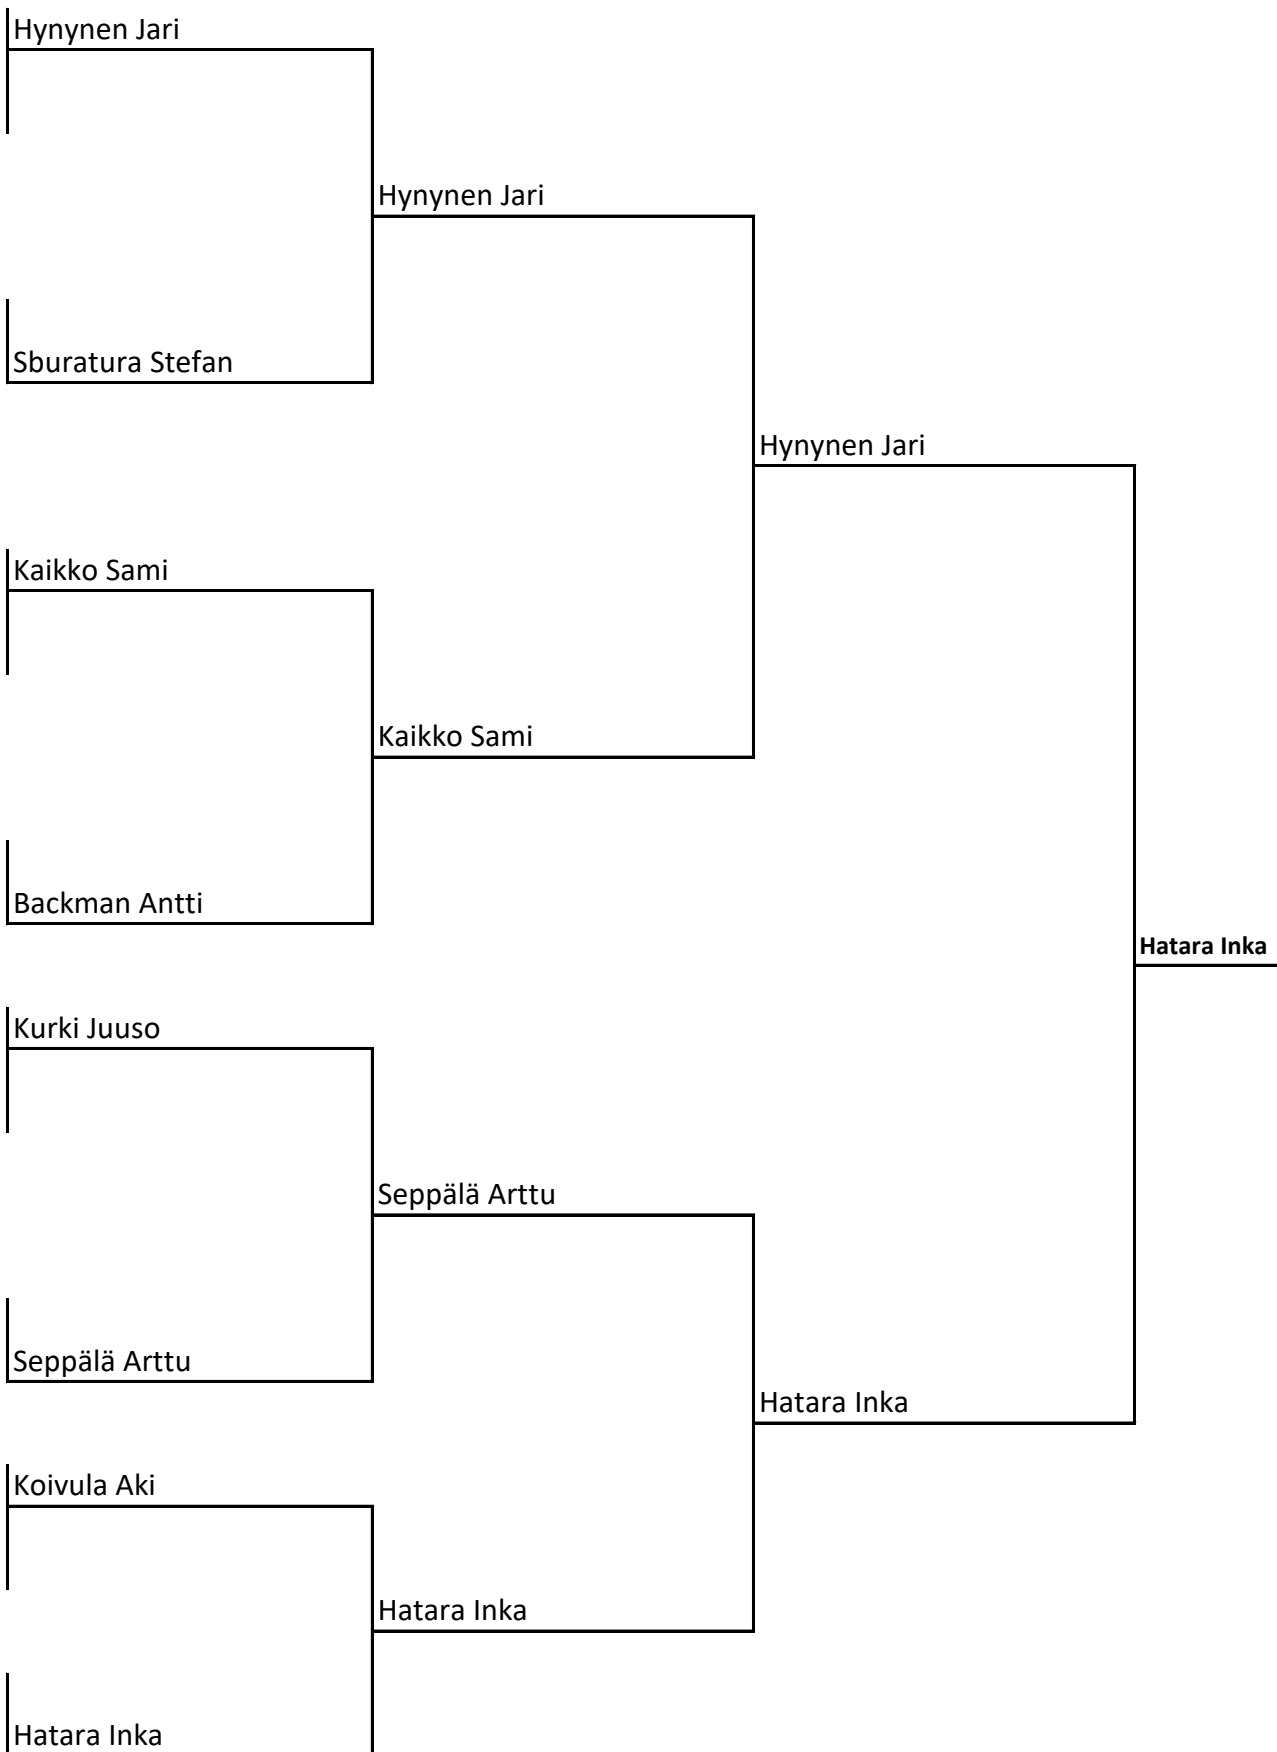 Hynynen Jari
Hynynen Jari
Sburatura Stefan
Hynynen Jari
Kaikko Sami
Kaikko Sami
Backman Antti
Hatara Inka
Kurki Juuso
Seppälä Arttu
Seppälä Arttu
Hatara Inka
Koivula Aki
Hatara Inka
Hatara Inka